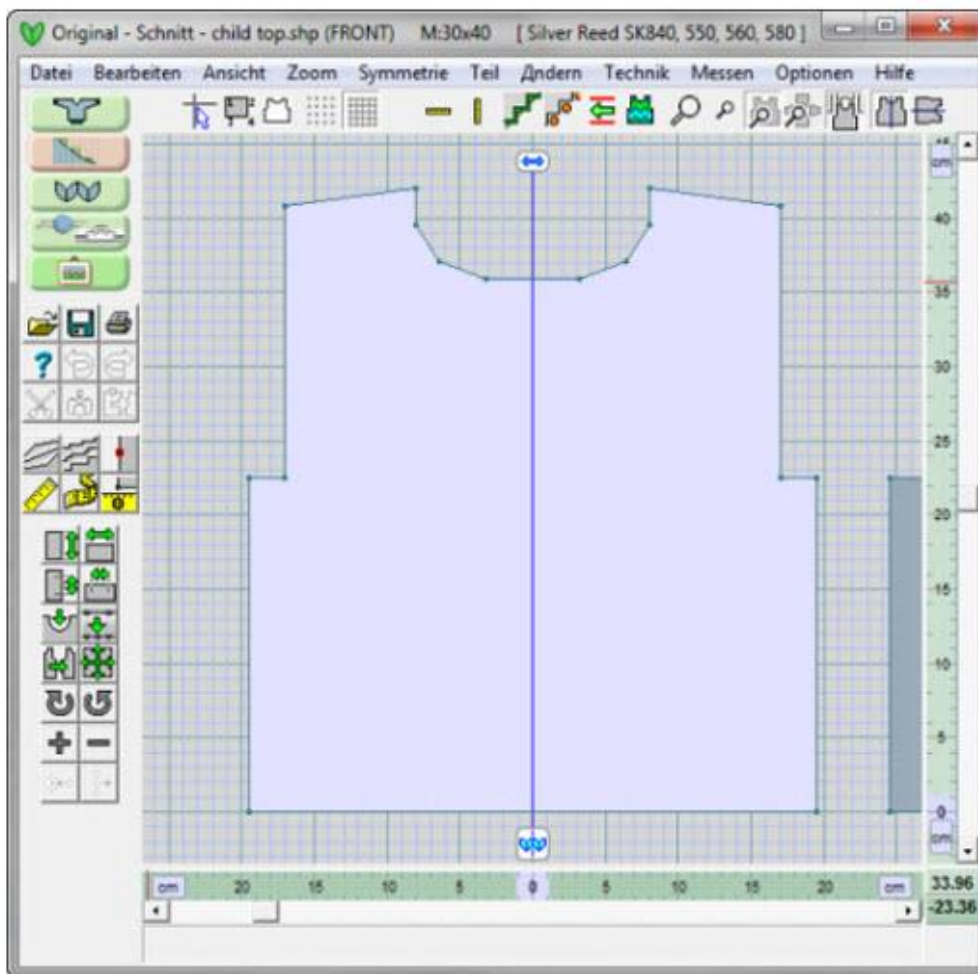 Original - Schnitt - child top.shp (FRONT) M:30x40 [ Silver Reed SK840, 550, 560, 580 ]
Datei Bearbeiten Ansicht Zoom Symmetrie Teil Дndern Technik Messen Optionen Hilfe
cm
40
35
30
25
20
15
10
5
0
cm
cm 20 15 10 5 0 5 10 15 20 cm
33.96
-23.36